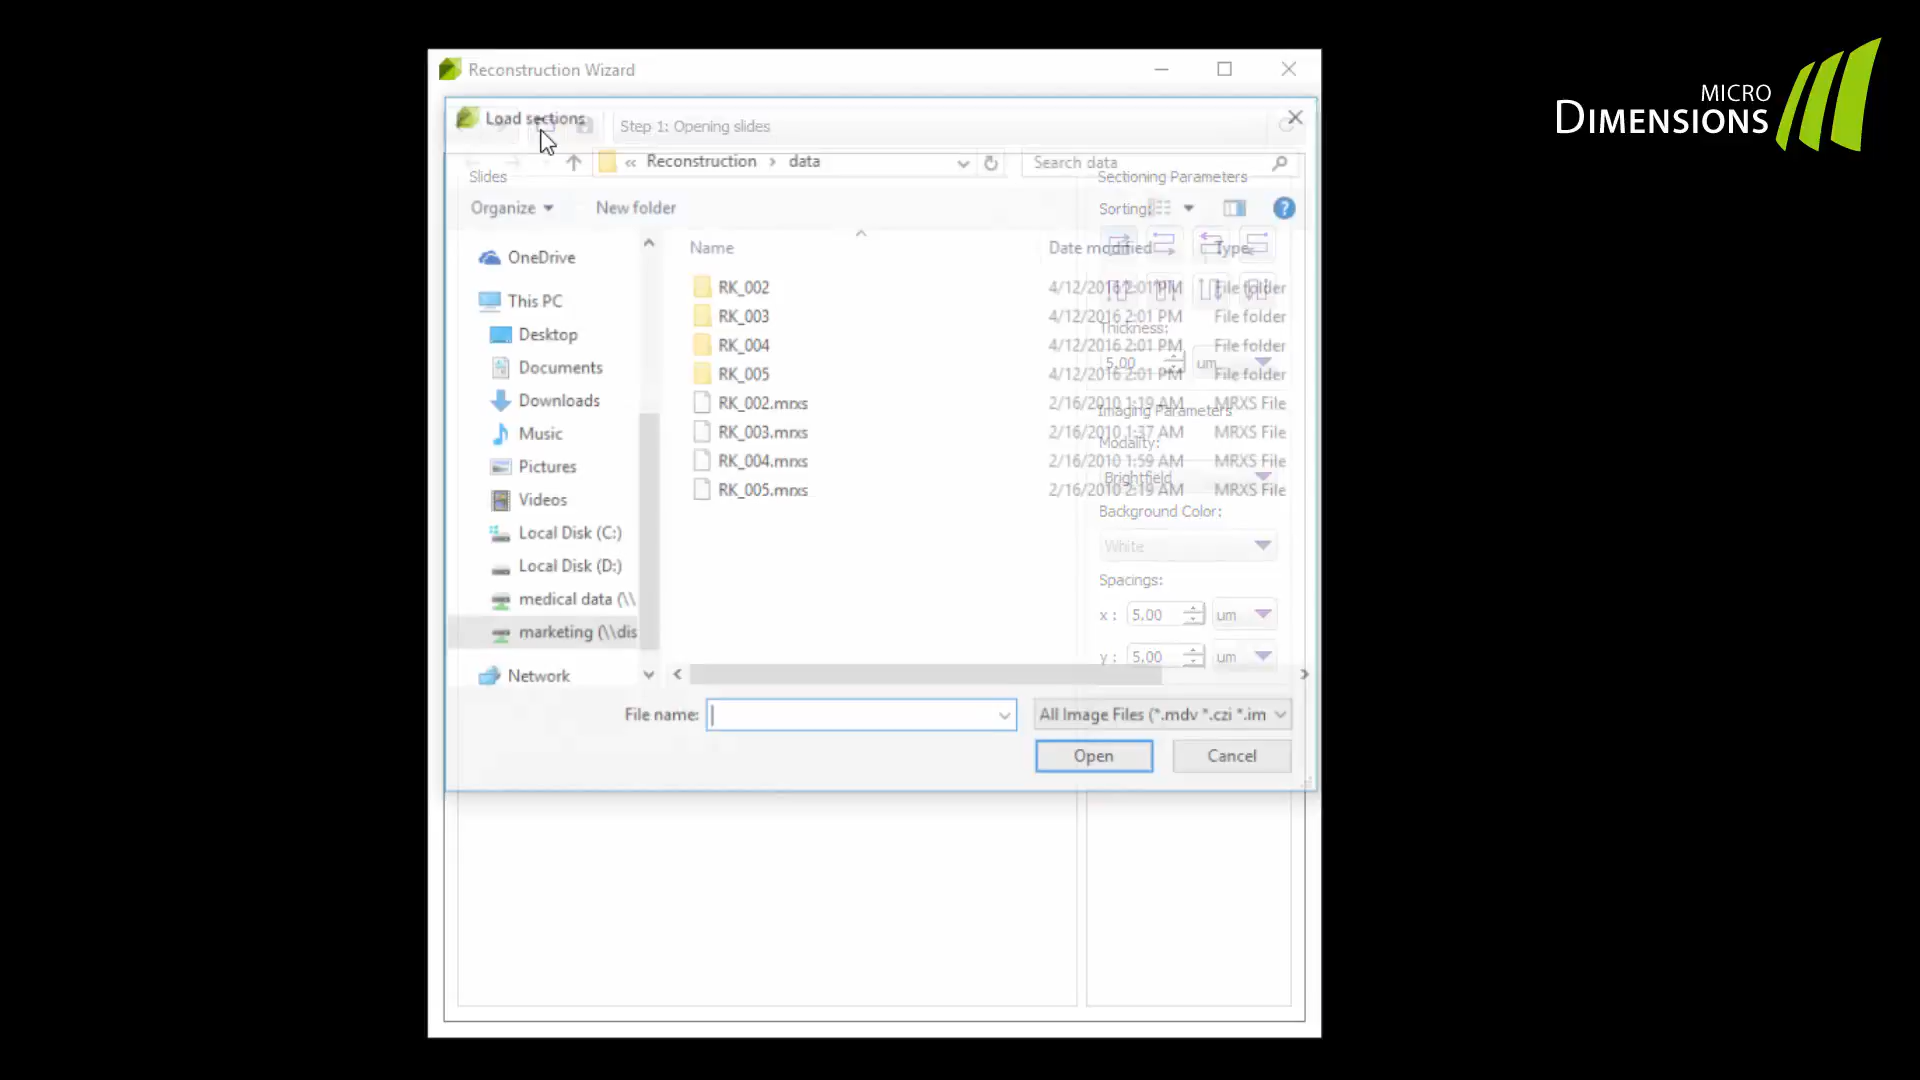 Reconstruction Wizard
MICRO
DIMENSIONS
Load sections
Step 1: Opening slides
« Reconstruction > data
Search data
Slides
Sectioning Parameters
Organize
New folder
Sorting:
Name
Date modified
Type
OneDrive
This PC
Desktop
Documents
Downloads
Music
Pictures
Videos
Local Disk (C:)
Local Disk (D:)
medical data (\\
marketing (\\dis
Network
RK_002 4/12/2016 2:01 PM File folder
RK_003 4/12/2016 2:01 PM File folder
RK_004 4/12/2016 2:01 PM File folder
RK_005 4/12/2016 2:01 PM File folder
RK_002.mrxs 2/16/2010 1:19 AM MRXS File
RK_003.mrxs 2/16/2010 1:37 AM MRXS File
RK_004.mrxs 2/16/2010 1:59 AM MRXS File
RK_005.mrxs 2/16/2010 2:19 AM MRXS File
Thickness:
5.00 um
Imaging Parameters
Modality:
Brightfield
Background Color:
White
Spacings:
x : 5.00 um
y : 5.00 um
File name:
All Image Files (*.mdv *.czi *.im
Open
Cancel